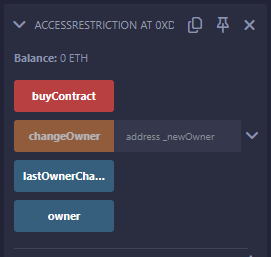 ACCESSRESTRICTION AT 0XD
Balance: 0 ETH
buyContract
changeOwner address _newOwner
lastOwnerCha...
owner